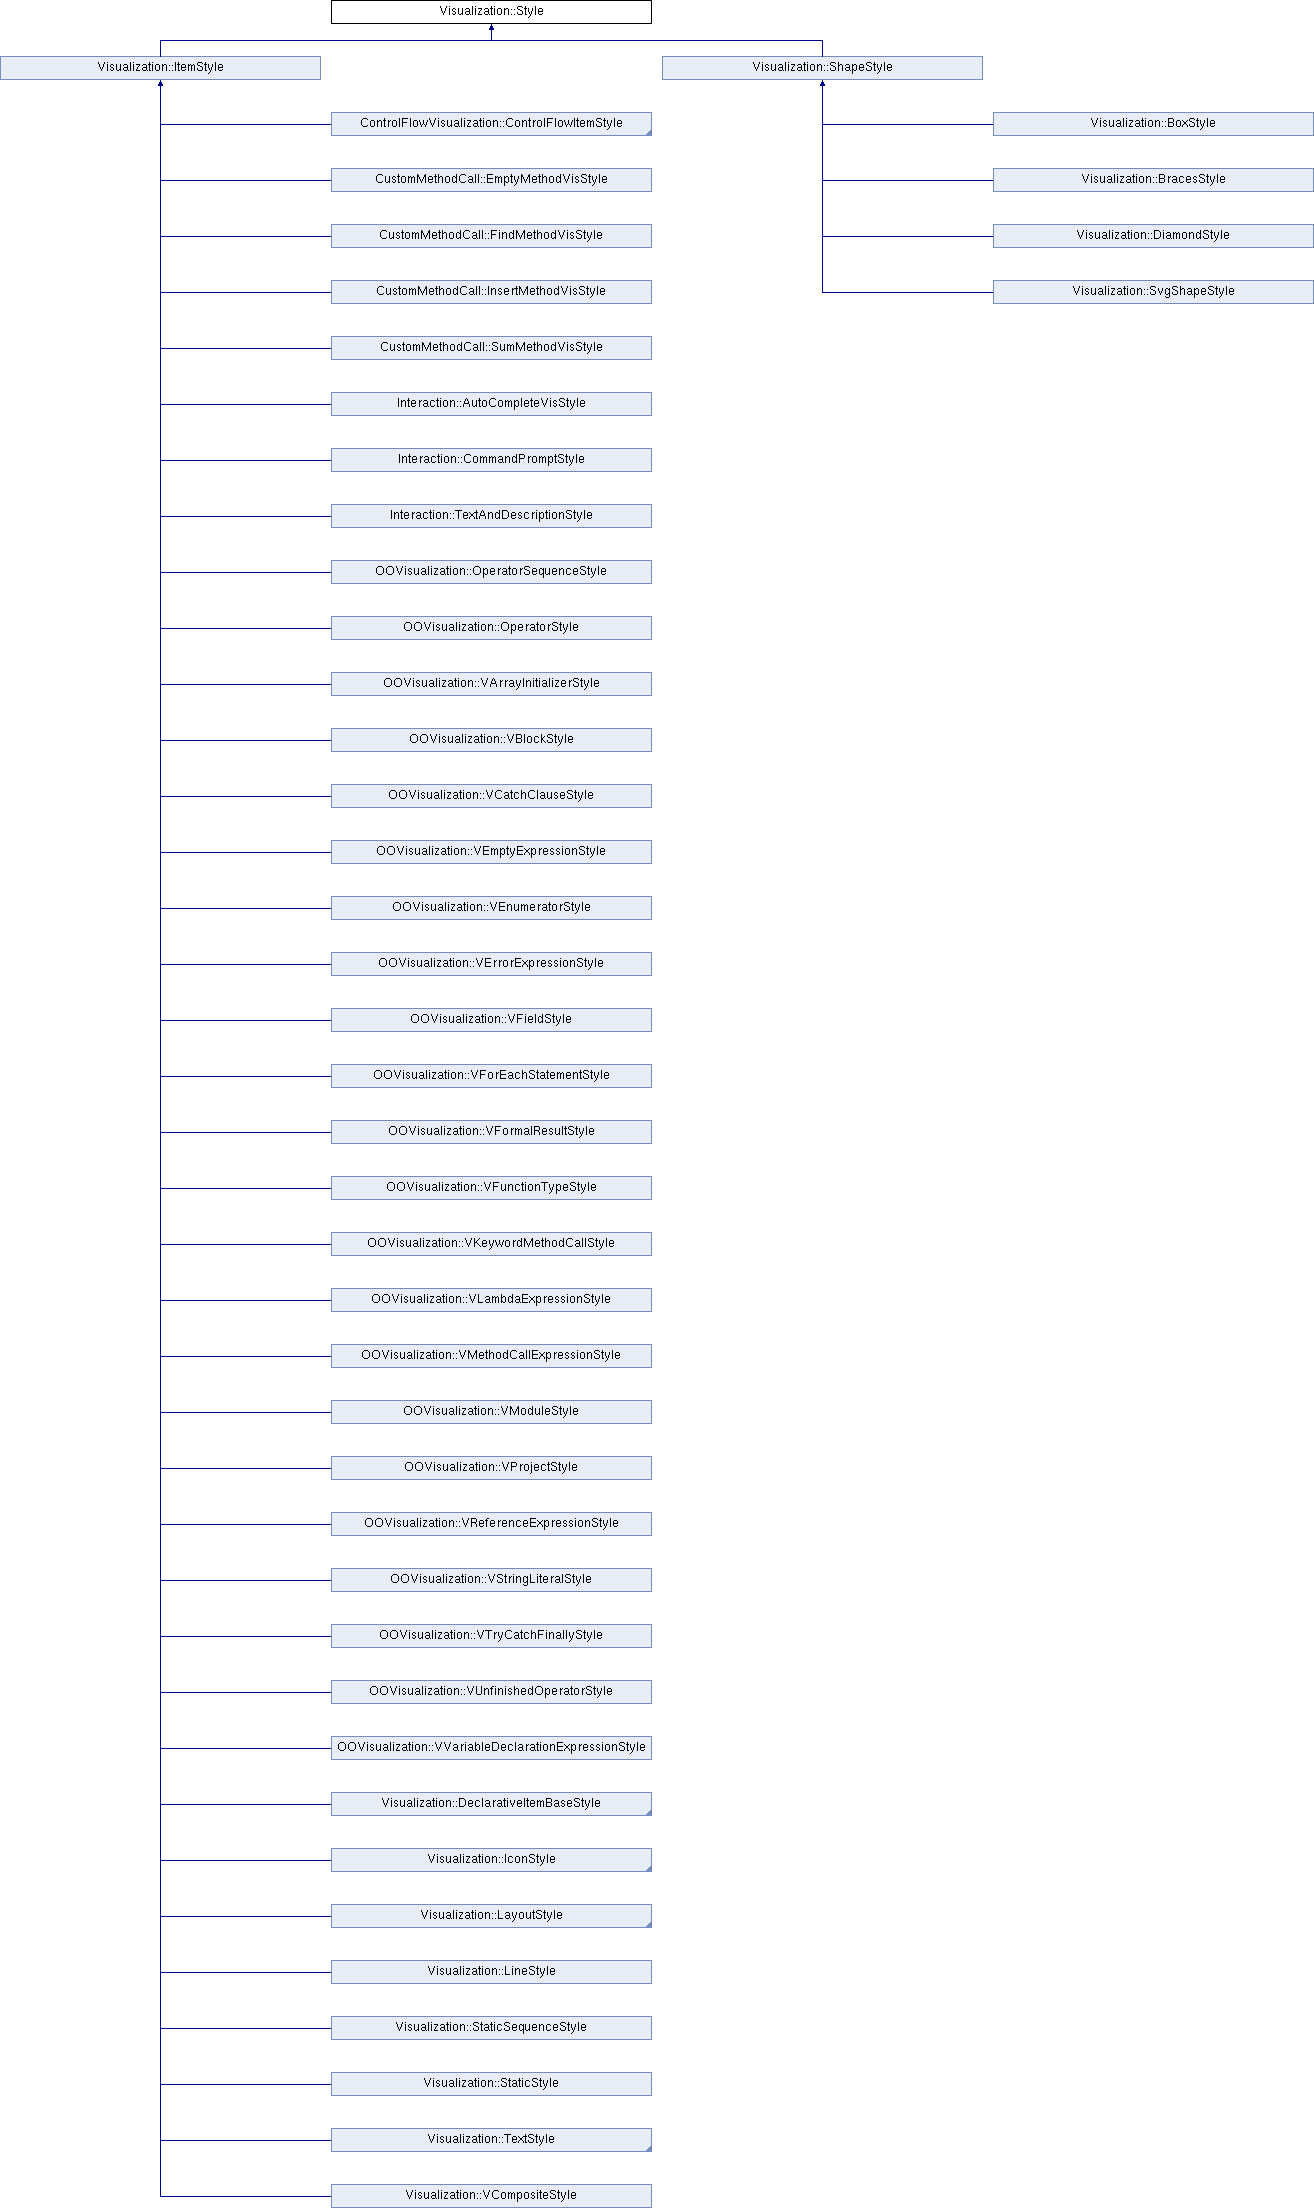 Visualization::Style
Visualization::ItemStyle
Visualization::ShapeStyle
ControlFlowVisualization::ControlFlowItemStyle
Visualization::BoxStyle
CustomMethodCall::EmptyMethodVisStyle
Visualization::BracesStyle
CustomMethodCall::FindMethodVisStyle
Visualization::DiamondStyle
CustomMethodCall::InsertMethodVisStyle
Visualization::SvgShapeStyle
CustomMethodCall::SumMethodVisStyle
Interaction::AutoCompleteVisStyle
Interaction::CommandPromptStyle
Interaction::TextAndDescriptionStyle
OOVisualization::OperatorSequenceStyle
OOVisualization::OperatorStyle
OOVisualization::VArrayInitializerStyle
OOVisualization::VBlockStyle
OOVisualization::VCatchClauseStyle
OOVisualization::VEmptyExpressionStyle
OOVisualization::VEnumeratorStyle
OOVisualization::VErrorExpressionStyle
OOVisualization::VFieldStyle
OOVisualization::VForEachStatementStyle
OOVisualization::VFormalResultStyle
OOVisualization::VFunctionTypeStyle
OOVisualization::VKeywordMethodCallStyle
OOVisualization::VLambdaExpressionStyle
OOVisualization::VMethodCallExpressionStyle
OOVisualization::VModuleStyle
OOVisualization::VProjectStyle
OOVisualization::VReferenceExpressionStyle
OOVisualization::VStringLiteralStyle
OOVisualization::VTryCatchFinallyStyle
OOVisualization::VUnfinishedOperatorStyle
OOVisualization::VVariableDeclarationExpressionStyle
Visualization::DeclarativeItemBaseStyle
Visualization::IconStyle
Visualization::LayoutStyle
Visualization::LineStyle
Visualization::StaticSequenceStyle
Visualization::StaticStyle
Visualization::TextStyle
Visualization::VCompositeStyle